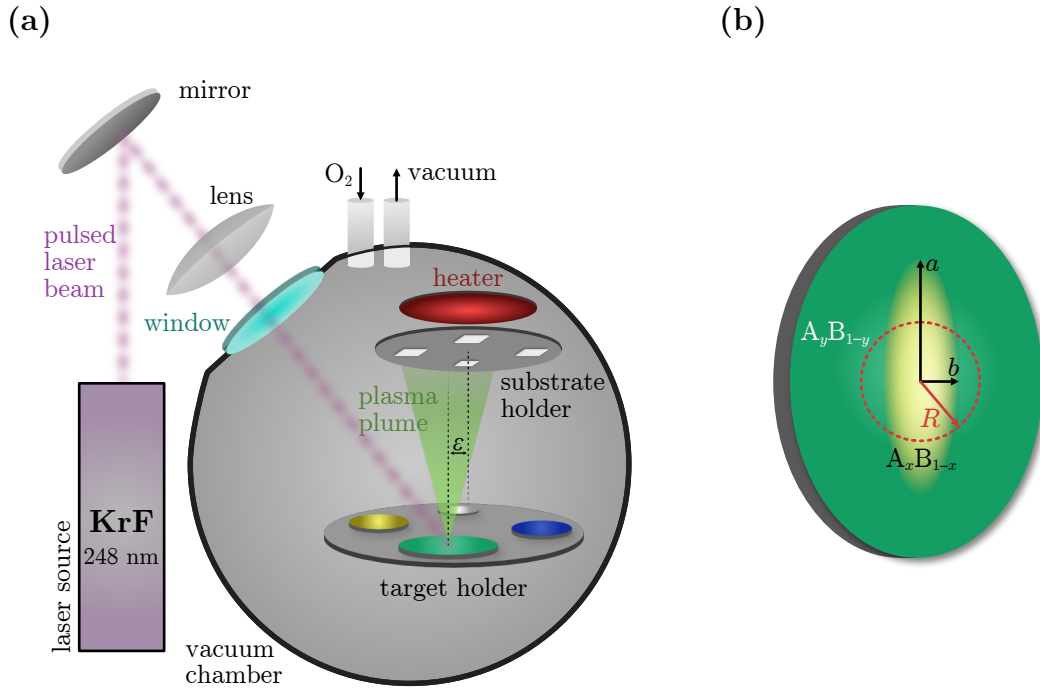 (a)
(b)
mirror
O₂
vacuum
lens
pulsed
laser
beam
heater
window
substrate
holder
plasma
plume
ε
KrF
248 nm
laser source
target holder
vacuum
chamber
a
AyB1−y
b
R
AxB1−x